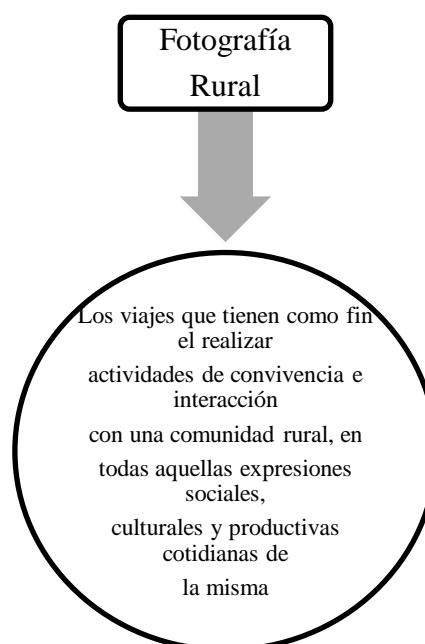 Fotografía
Rural
Los viajes que tienen como fin
el realizar
actividades de convivencia e
interacción
con una comunidad rural, en
todas aquellas expresiones
sociales,
culturales y productivas
cotidianas de
la misma